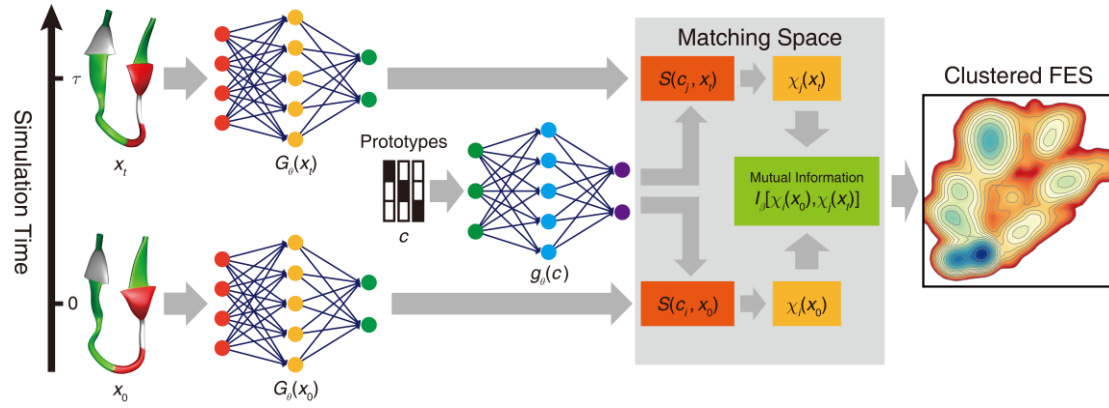 Simulation Time
τ
0
x_t
x_0
G_θ(x_t)
G_θ(x_0)
Prototypes
c
g_θ(c)
Matching Space
S(c_j, x_t)
χ_j(x_t)
Mutual Information
I_β[χ_i(x_0),χ_j(x_t)]
S(c_i, x_0)
χ_i(x_0)
Clustered FES